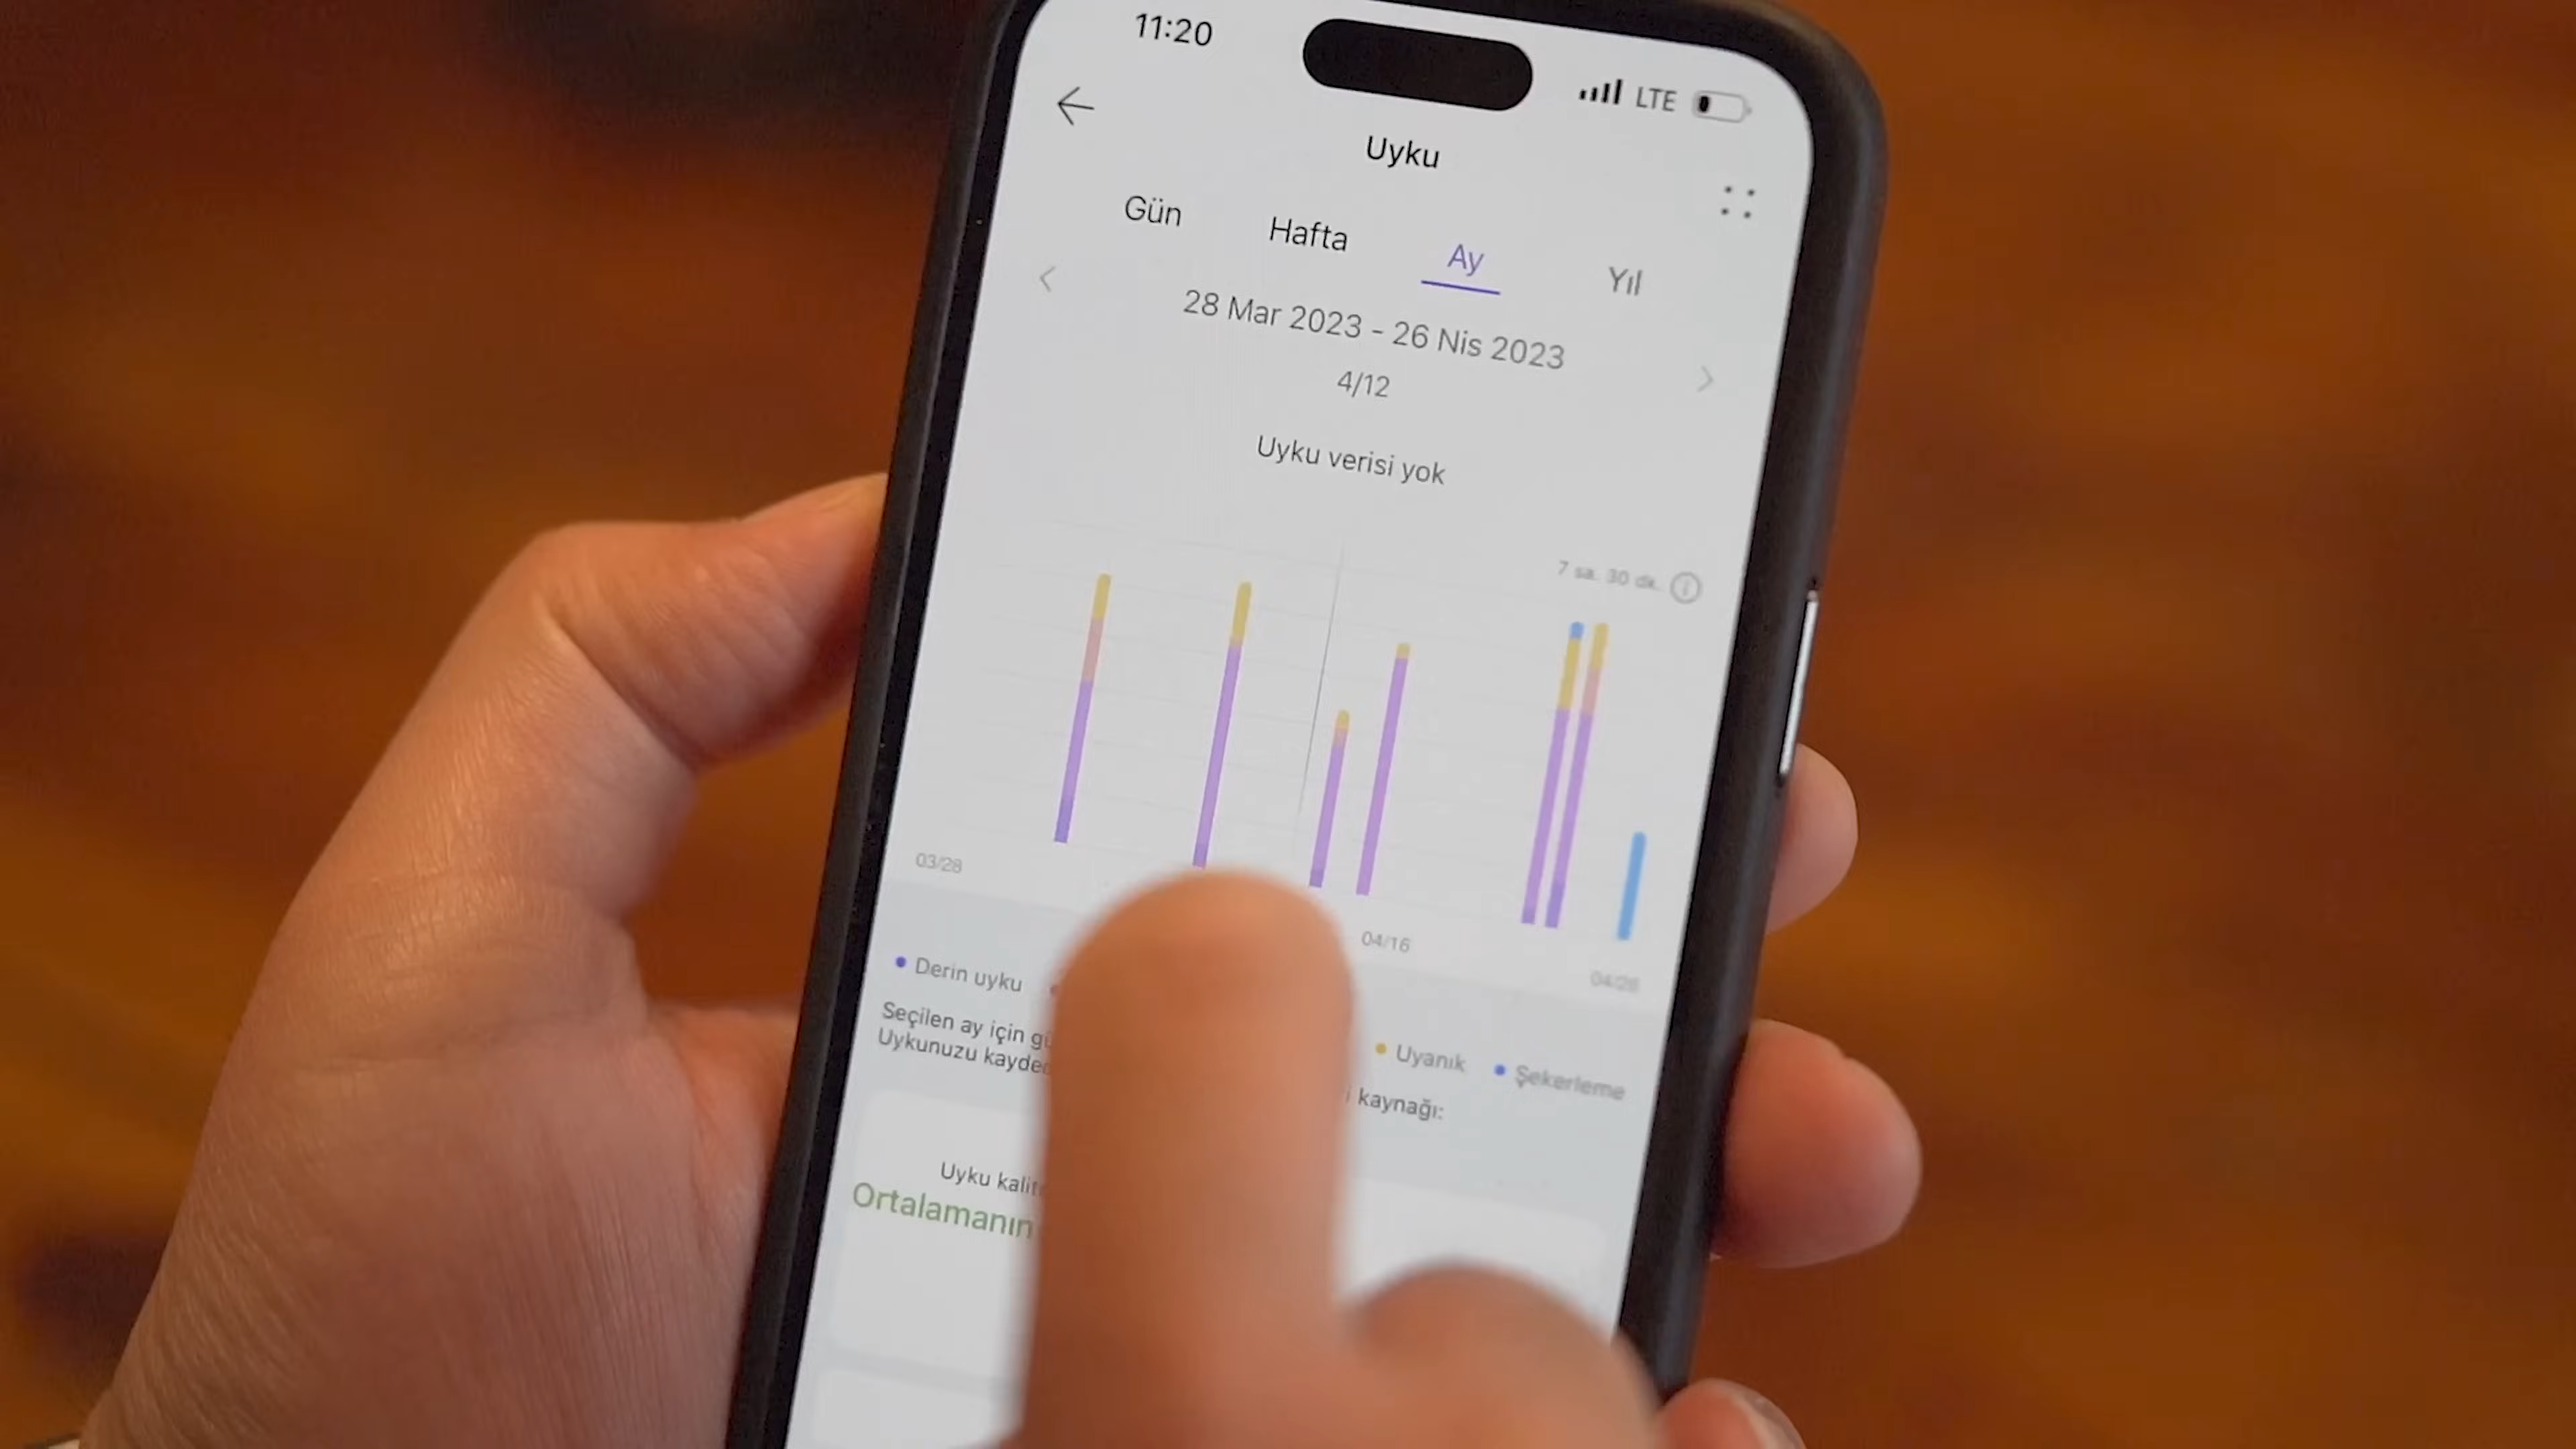 11:20
LTE
Uyku
Gün Hafta Ay Yıl
28 Mar 2023 - 26 Nis 2023
4/12
Uyku verisi yok
7 sa. 30 dk.
03/28 04/16 04/26
Derin uyku Uyanık Şekerleme
Seçilen ay için
Uykunuzu kaynağı:
Uyku
Ortalamanın